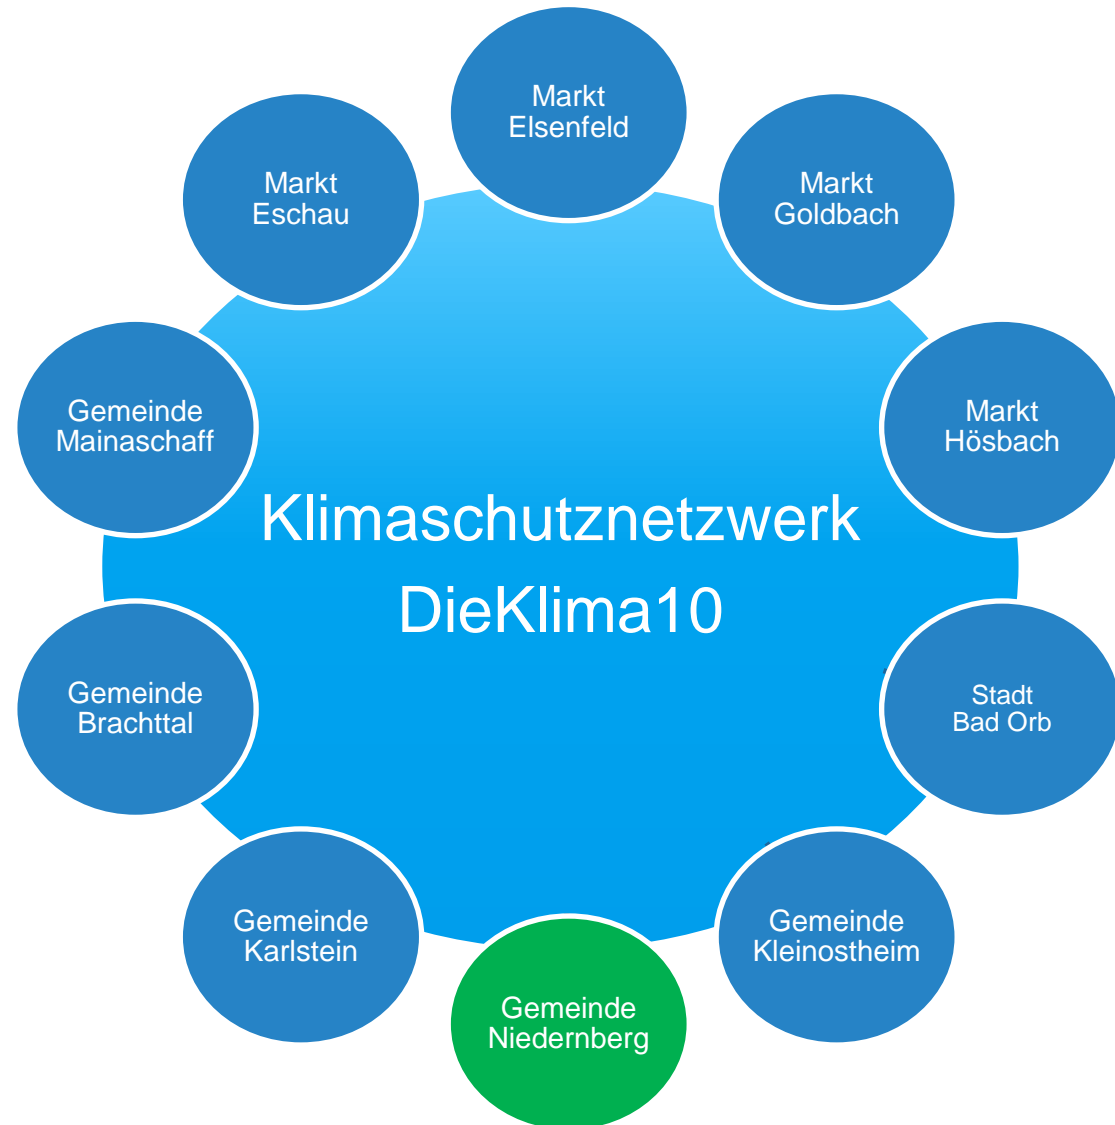 Markt
Elsenfeld
Markt
Eschau
Markt
Goldbach
Gemeinde
Mainaschaff
Markt
Hösbach
Klimaschutznetzwerk
DieKlima10
Gemeinde
Brachttal
Stadt
Bad Orb
Gemeinde
Karlstein
Gemeinde
Kleinostheim
Gemeinde
Niedernberg